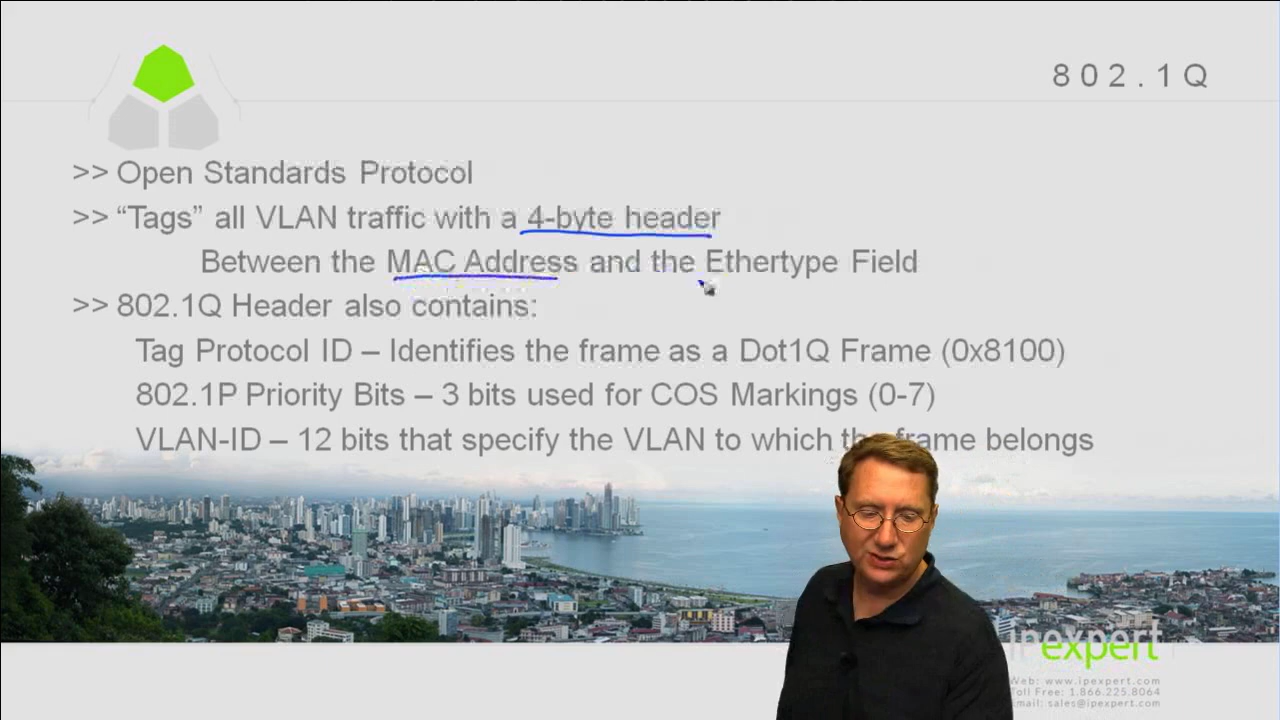 802.1Q
>> Open Standards Protocol
>> “Tags” all VLAN traffic with a 4-byte header
Between the MAC Address and the Ethertype Field
>> 802.1Q Header also contains:
Tag Protocol ID – Identifies the frame as a Dot1Q Frame (0x8100)
802.1P Priority Bits – 3 bits used for COS Markings (0-7)
VLAN-ID – 12 bits that specify the VLAN to which the frame belongs
ipexpert
Web: www.ipexpert.com
Toll Free: 1.866.225.8064
Email: sales@ipexpert.com